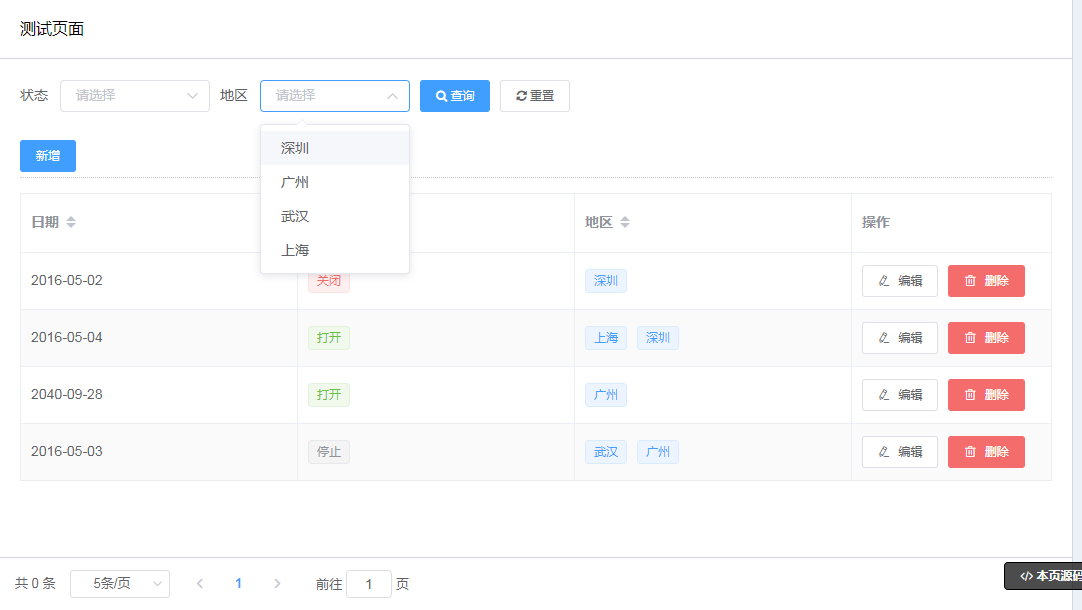 测试页面
状态 请选择 地区 请选择 查询 重置
深圳
广州
武汉
上海
新增
日期 地区 操作
2016-05-02 关闭 深圳 编辑 删除
2016-05-04 打开 上海 深圳 编辑 删除
2040-09-28 打开 广州 编辑 删除
2016-05-03 停止 武汉 广州 编辑 删除
共 0 条 5条/页 1 前往 1 页
</> 本页源码